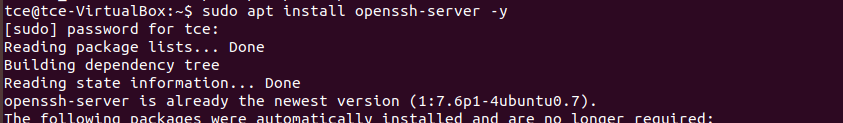 tce@tce-VirtualBox:~$ sudo apt install openssh-server -y
[sudo] password for tce:
Reading package lists... Done
Building dependency tree
Reading state information... Done
openssh-server is already the newest version (1:7.6p1-4ubuntu0.7).
The following packages were automatically installed and are no longer required: